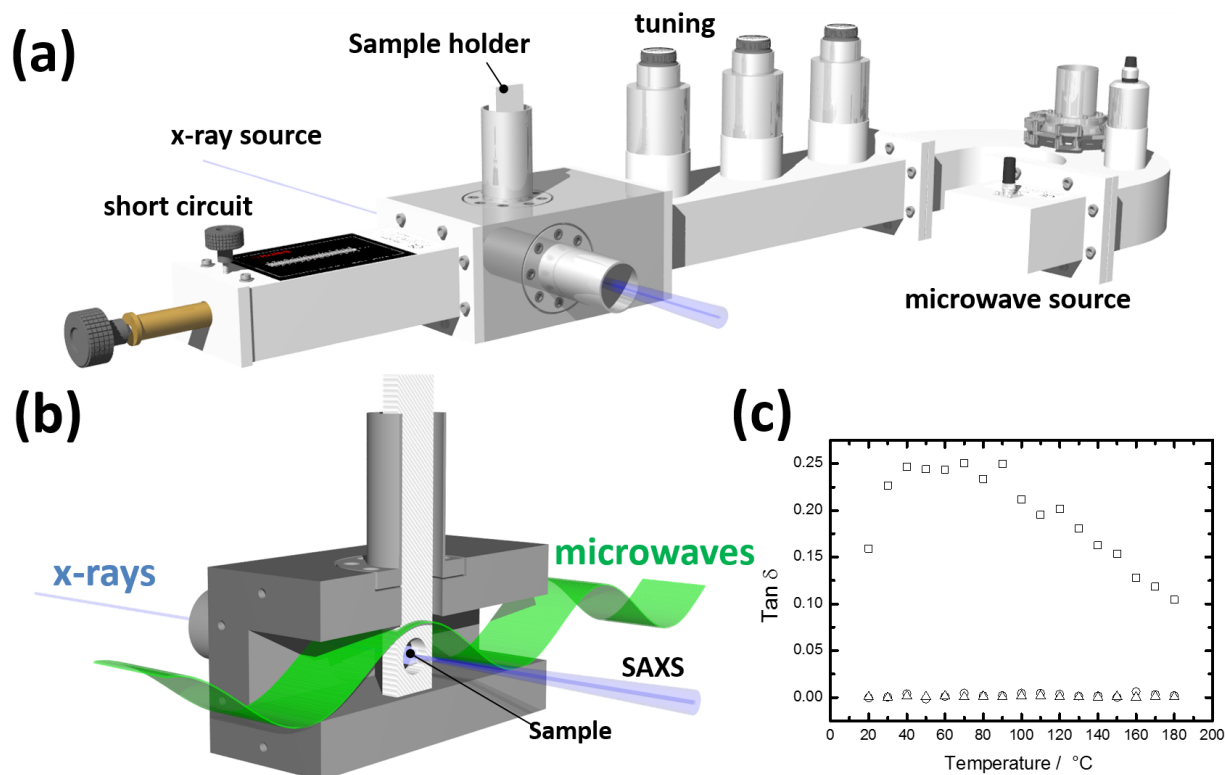 (a)
Sample holder
tuning
x-ray source
short circuit
microwave source
(b)
x-rays
microwaves
SAXS
Sample
(c)
Tan δ
0.25
0.20
0.15
0.10
0.05
0.00
0 20 40 60 80 100 120 140 160 180 200
Temperature / °C